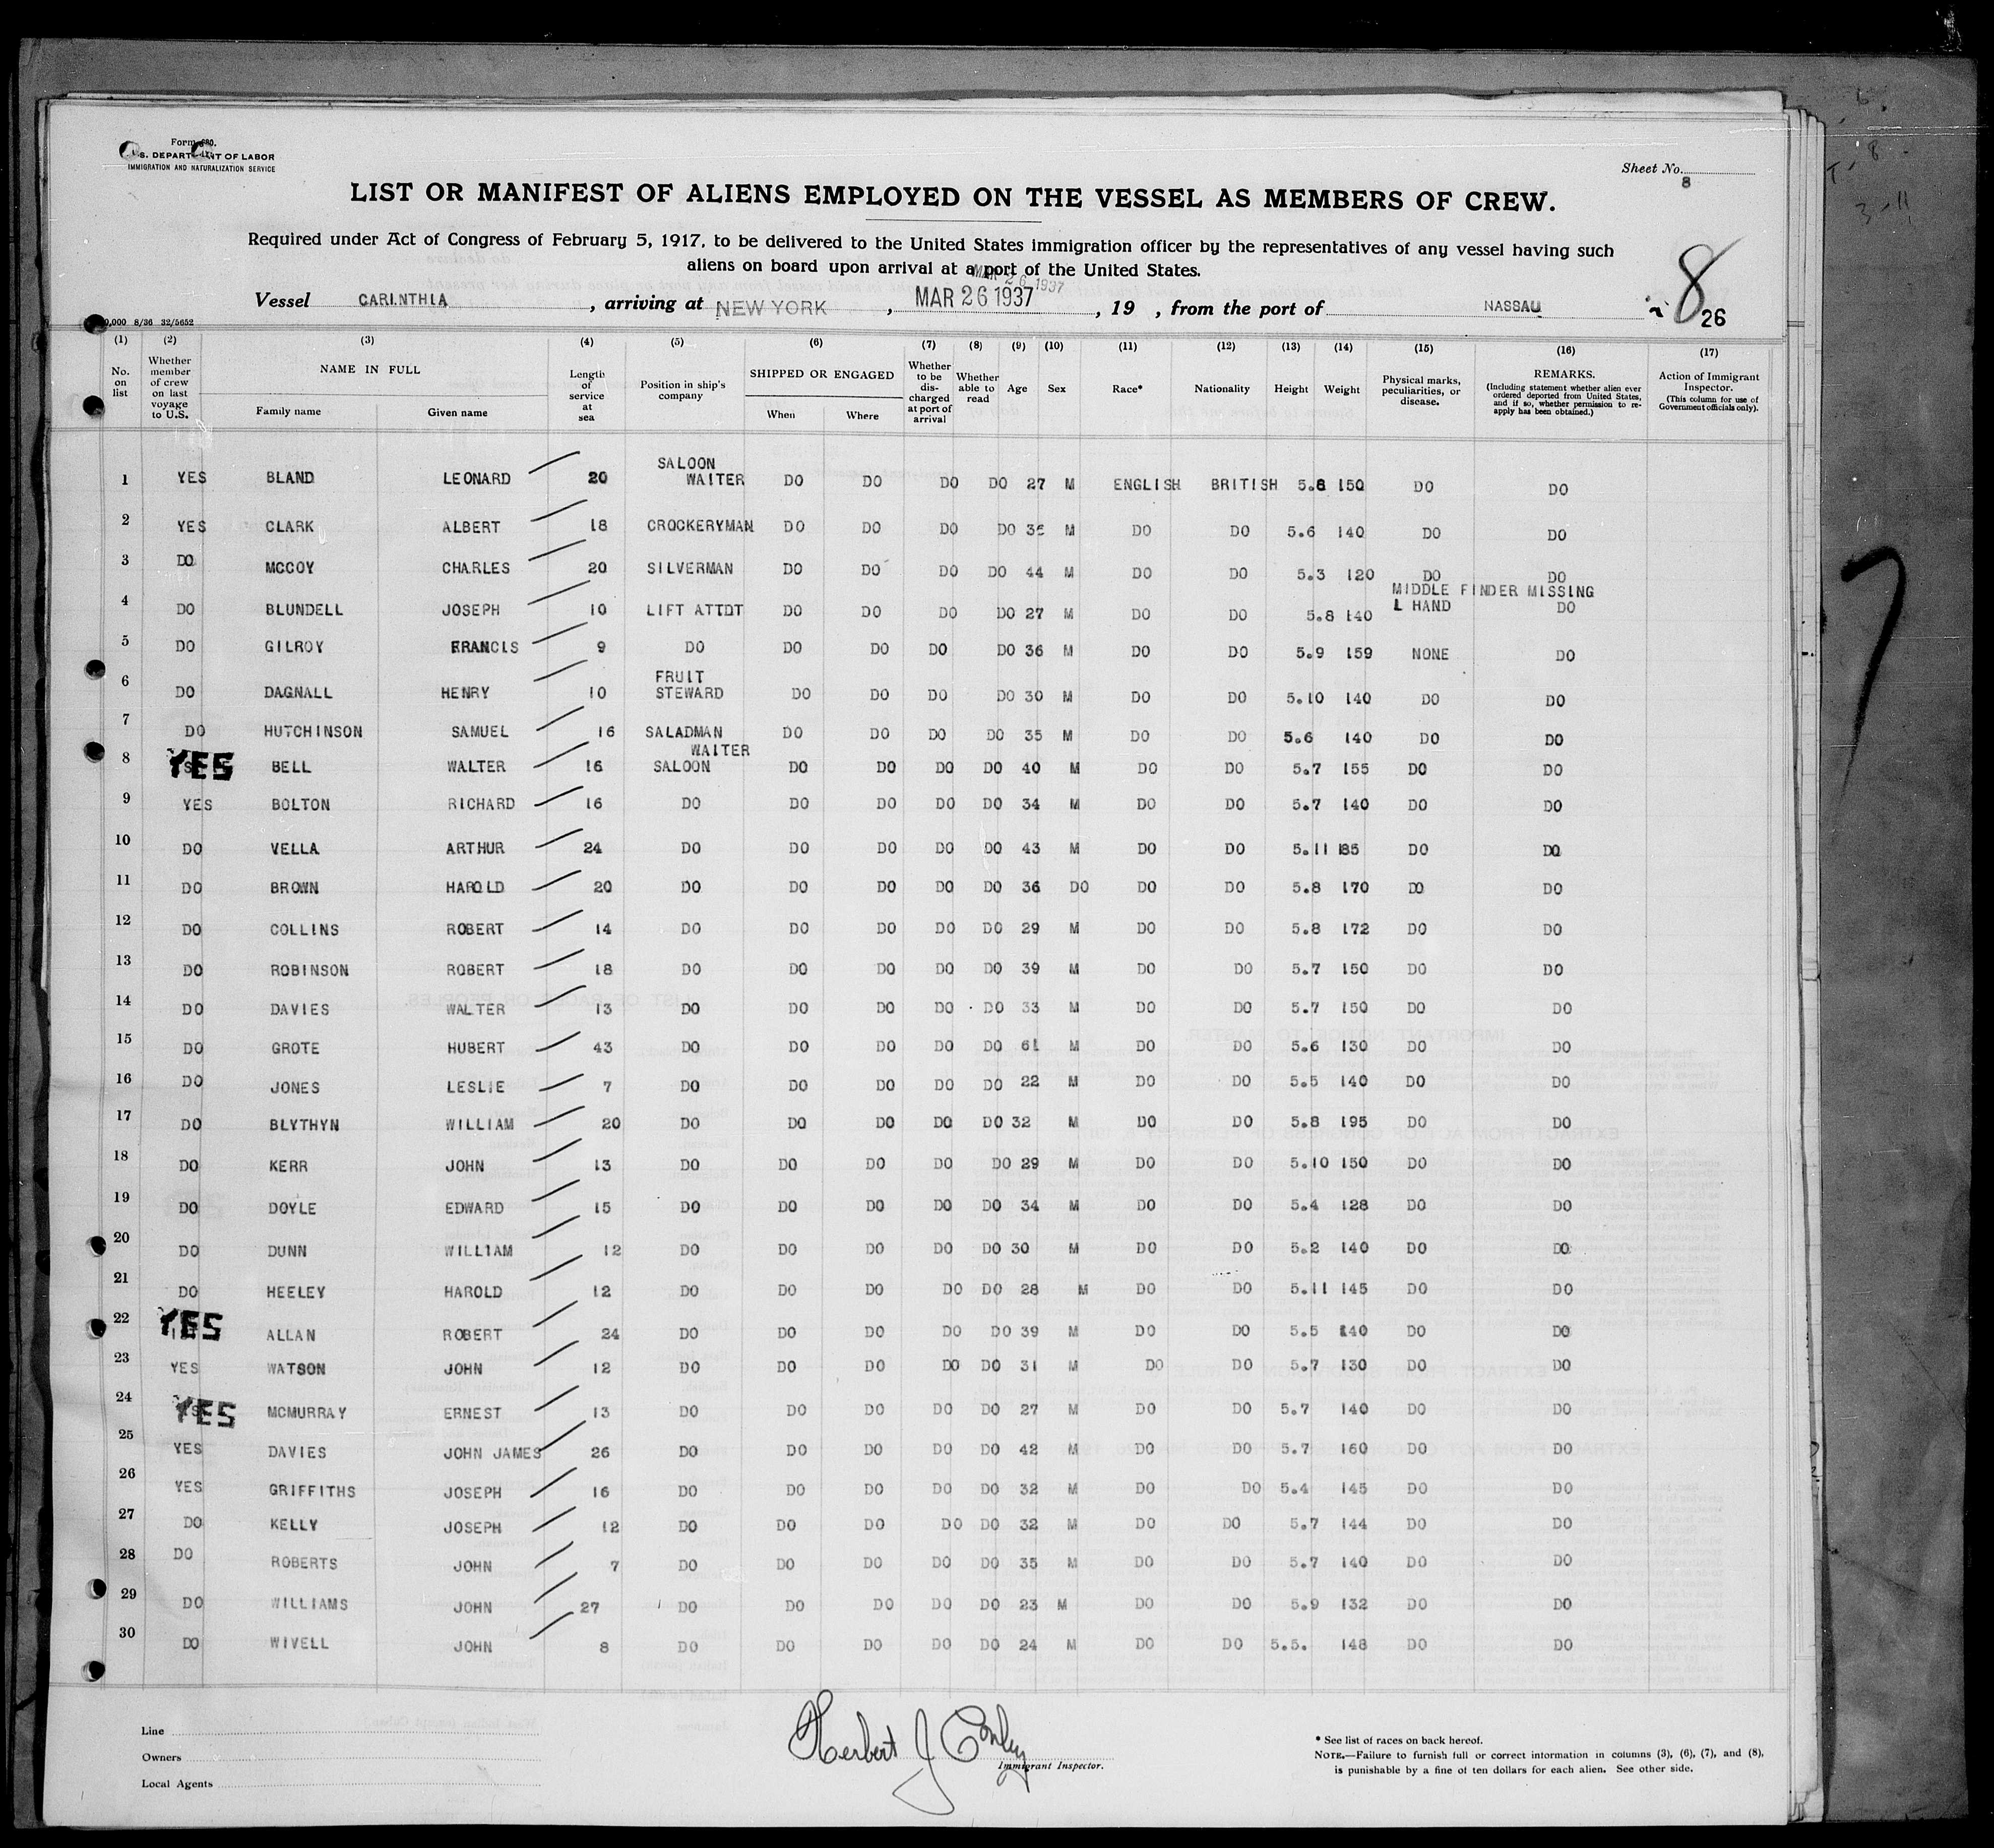 Form 680.
U.S. DEPARTMENT OF LABOR
IMMIGRATION AND NATURALIZATION SERVICE
Sheet No. 8
LIST OR MANIFEST OF ALIENS EMPLOYED ON THE VESSEL AS MEMBERS OF CREW.
Required under Act of Congress of February 5, 1917, to be delivered to the United States immigration officer by the representatives of any vessel having such
aliens on board upon arrival at a port of the United States.
MAR 26 1937
Vessel CARINTHIA, arriving at NEW YORK, MAR 26 1937, 19 , from the port of NASSAU
8
26
8/36 32/5652
(1) (2) (3) (4) (5) (6) (7) (8) (9) (10) (11) (12) (13) (14) (15) (16) (17)
No. on list Whether member of crew on last voyage to U.S. NAME IN FULL Family name Given name Length of service at sea Position in ship's company SHIPPED OR ENGAGED When Where Whether to be discharged at port of arrival Whether able to read Age Sex Race* Nationality Height Weight Physical marks, peculiarities, or disease. REMARKS. (Including statement whether alien ever ordered deported from United States, and if so, whether permission to re-apply has been obtained.) Action of Immigrant Inspector. (This column for use of Government officials only).
1 YES BLAND LEONARD 20 SALOON WAITER DO DO DO DO 27 M ENGLISH BRITISH 5.8 150 DO DO
2 YES CLARK ALBERT 18 CROCKERYMAN DO DO DO DO M DO DO 5.6 140 DO DO
3 DO MCCOY CHARLES 20 SILVERMAN DO DO DO DO 44 M DO DO 5.3 120 DO DO
4 DO BLUNDELL JOSEPH 10 LIFT ATTDT DO DO DO DO 27 M DO DO 5.8 140 MIDDLE FINDER MISSING L HAND DO
5 DO GILROY FRANCIS 9 DO DO DO DO DO 36 M DO DO 5.9 159 NONE DO
6 DO DAGNALL HENRY 10 FRUIT STEWARD DO DO DO DO 30 M DO DO 5.10 140 DO DO
7 DO HUTCHINSON SAMUEL 16 SALADMAN DO DO DO DO 35 M DO DO 5.6 140 DO DO
8 YES BELL WALTER 16 WAITER SALOON DO DO DO DO 40 M DO DO 5.7 155 DO DO
9 YES BOLTON RICHARD 16 DO DO DO DO DO 34 M DO DO 5.7 140 DO DO
10 DO VELLA ARTHUR 24 DO DO DO DO DO 43 M DO DO 5.11 DO DO
11 DO BROWN HAROLD 20 DO DO DO DO DO 36 DO DO DO 5.8 170 DO DO
12 DO COLLINS ROBERT 14 DO DO DO DO DO 29 M DO DO 5.8 172 DO DO
13 DO ROBINSON ROBERT 18 DO DO DO DO DO 39 M DO DO 5.7 150 DO DO
14 DO DAVIES WALTER 13 DO DO DO DO DO 33 M DO DO 5.7 150 DO DO
15 DO GROTE HUBERT 43 DO DO DO DO DO 61 M DO DO 5.6 130 DO DO
16 DO JONES LESLIE 7 DO DO DO DO DO 22 M DO DO 5.5 140 DO DO
17 DO BLYTHYN WILLIAM 20 DO DO DO DO DO 32 M DO DO 5.8 195 DO DO
18 DO KERR JOHN 13 DO DO DO DO DO 29 M DO DO 5.10 150 DO DO
19 DO DOYLE EDWARD 15 DO DO DO DO DO 34 M DO DO 5.4 128 DO DO
20 DO DUNN WILLIAM 12 DO DO DO DO DO 30 M DO DO 5.2 140 DO DO
21 DO HEELEY HAROLD 12 DO DO DO DO DO 28 M DO DO 5.11 145 DO DO
22 YES ALLAN ROBERT 24 DO DO DO DO DO 39 M DO DO 5.5 140 DO DO
23 YES WATSON JOHN 12 DO DO DO DO DO 31 M DO DO 5.7 130 DO DO
24 YES MCMURRAY ERNEST 13 DO DO DO DO DO 27 M DO DO 5.7 140 DO DO
25 YES DAVIES JOHN JAMES 26 DO DO DO DO DO 42 M DO DO 5.7 160 DO DO
26 YES GRIFFITHS JOSEPH 16 DO DO DO DO DO 32 M DO DO 5.4 145 DO DO
27 DO KELLY JOSEPH 12 DO DO DO DO DO 32 M DO DO 5.7 144 DO DO
28 DO ROBERTS JOHN 7 DO DO DO DO DO 35 M DO DO 5.7 140 DO DO
29 DO WILLIAMS JOHN 27 DO DO DO DO DO 23 M DO DO 5.9 132 DO DO
30 DO WIVELL JOHN 8 DO DO DO DO DO 24 M DO DO 5.5. 148 DO DO
Line
Owners
Local Agents
Herbert J Conley
Immigrant Inspector.
* See list of races on back hereof.
NOTE.—Failure to furnish full or correct information in columns (3), (6), (7), and (8),
is punishable by a fine of ten dollars for each alien. See other side.